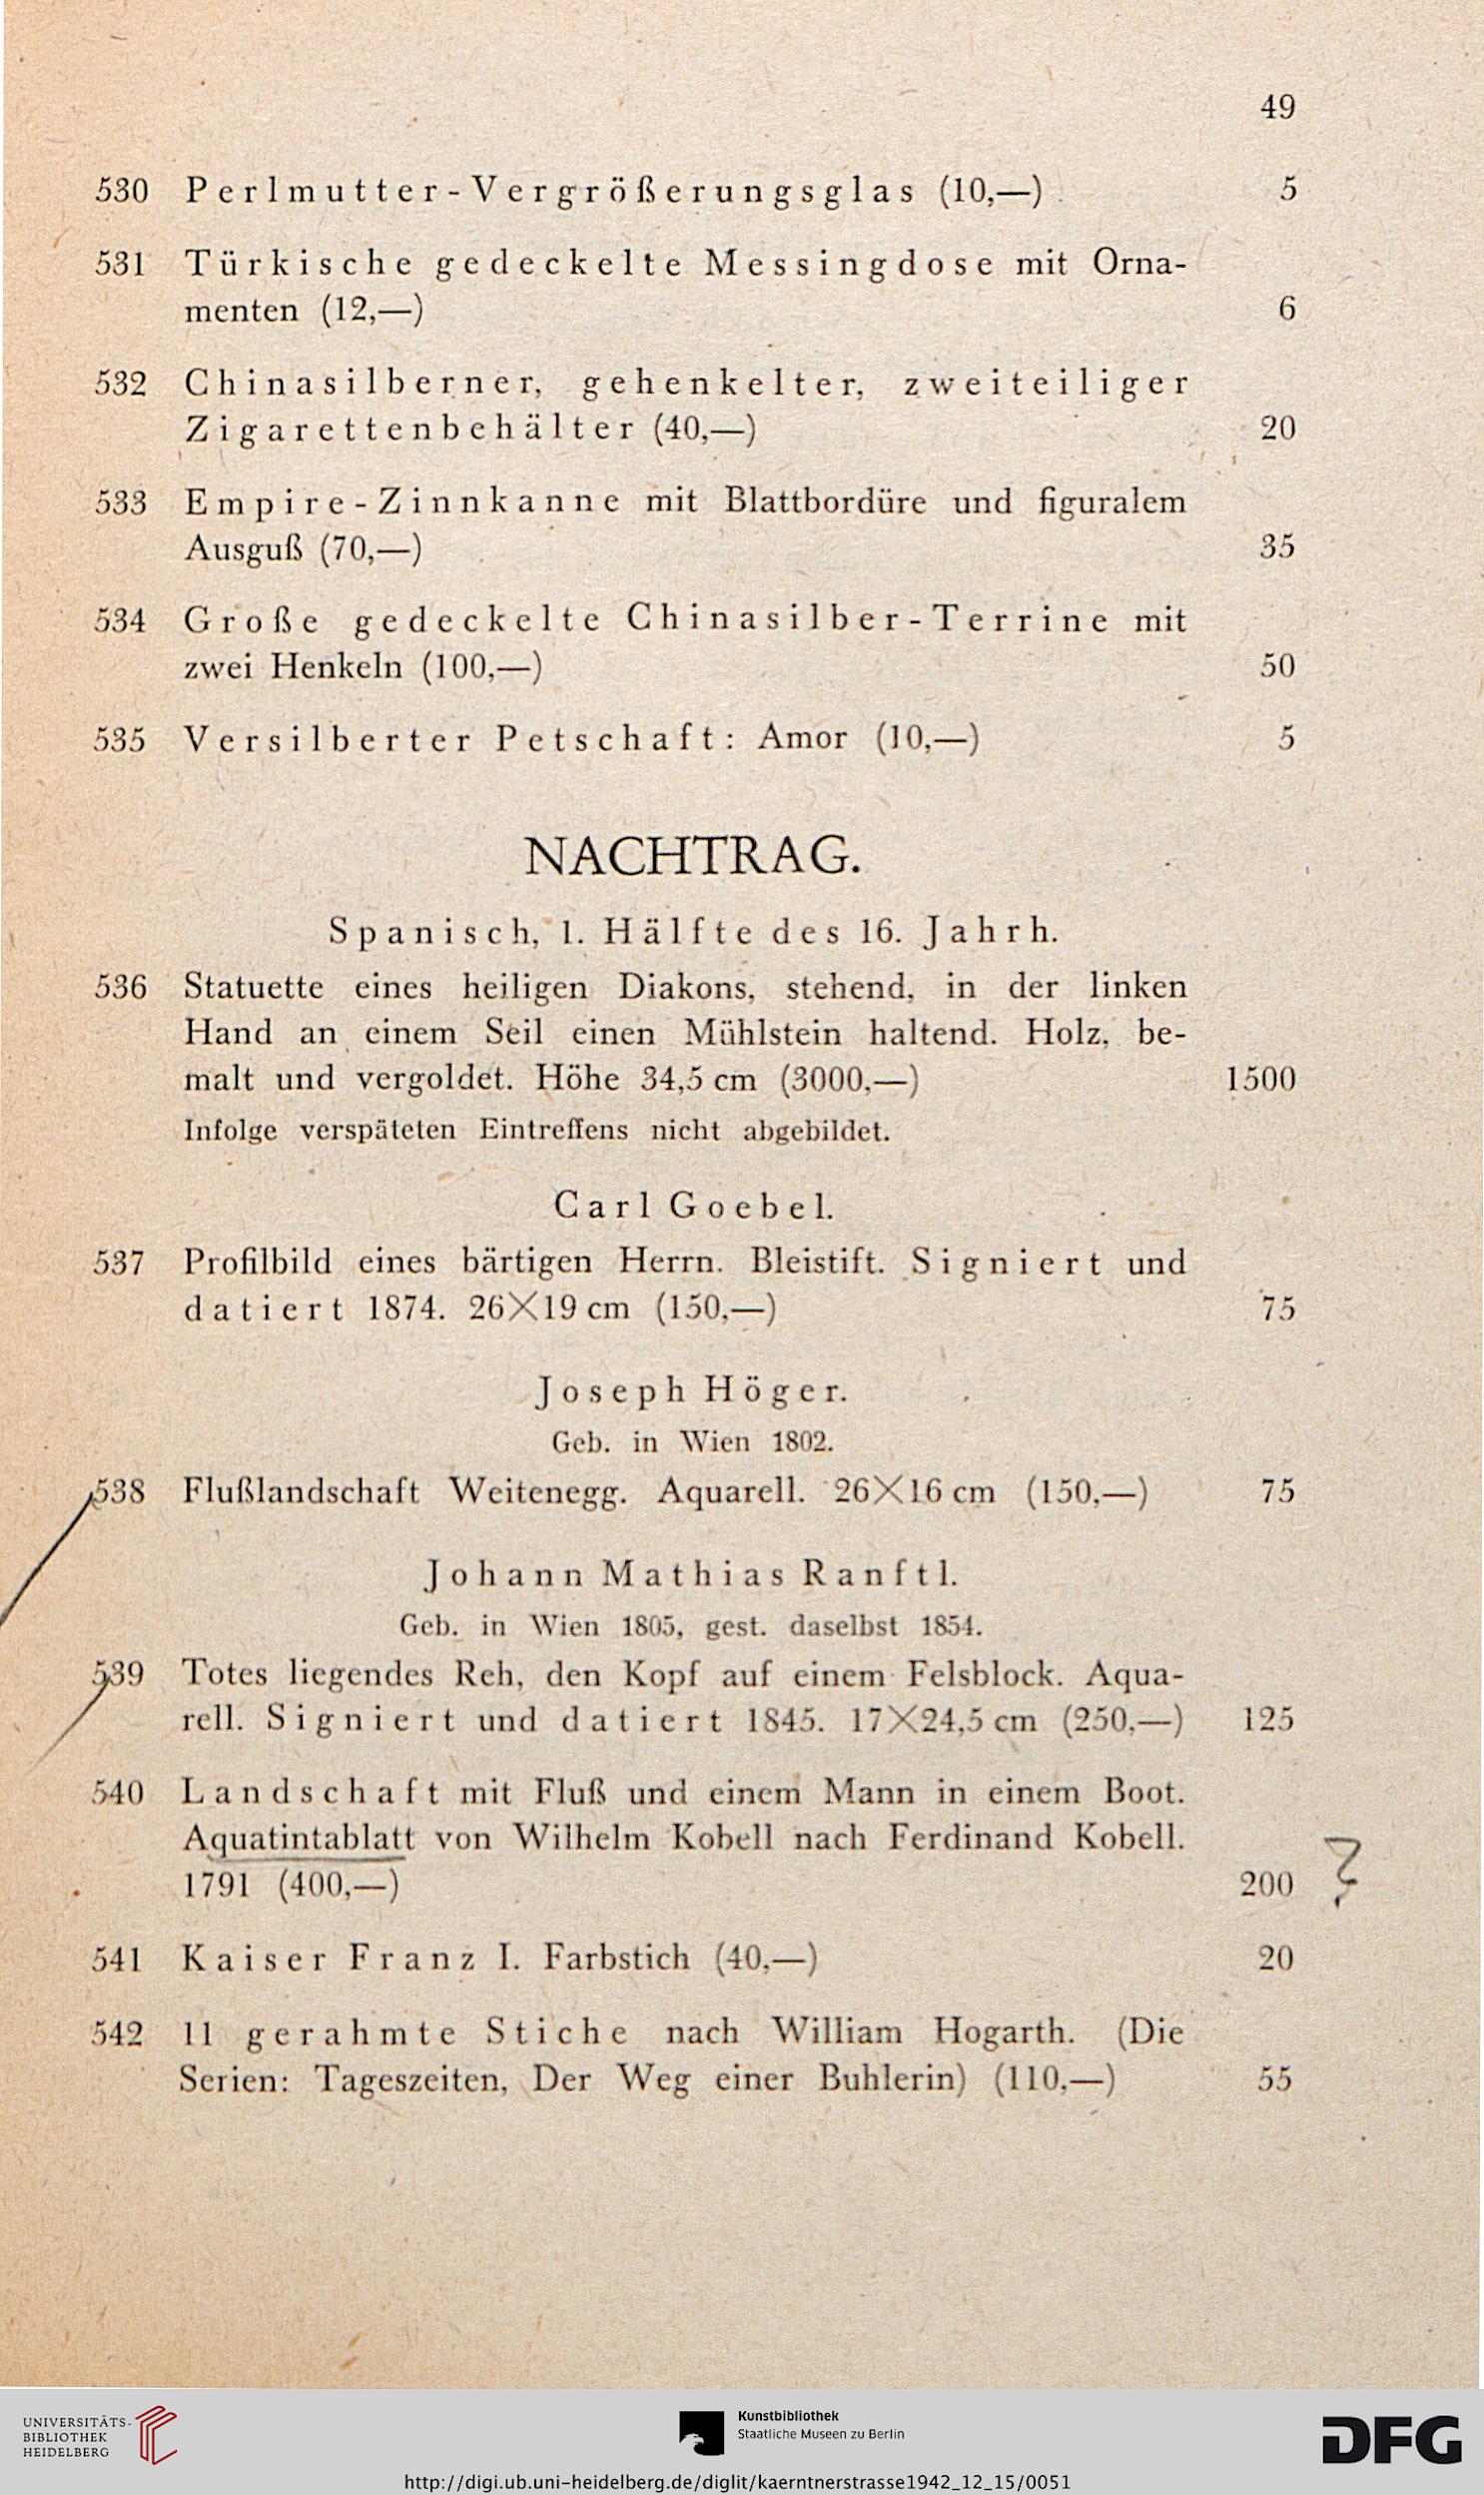 49
530 Perlmutter-Vergrößerungsglas (10,—) 5
531 Türkische gedeckelte Messingdose mit Orna-
menten (12,—) 6
532 Chinasilberner, gehenkelter, zweiteiliger
Zigarettenbehälter (40,—) 20
533 Empire-Zinnkanne mit Blattbordüre und figuralem
Ausguß (70,—) 35
534 Große gedeckelte Chinasilber-Terrine mit
zwei Henkeln (100,—) 50
535 Versilberter Petschaft: Amor (10,—) 5
NACHTRAG.
Spanisch, 1. Hälfte des 16. Jahrh.
536 Statuette eines heiligen Diakons, stehend, in der linken
Hand an einem Seil einen Mühlstein haltend. Holz, be-
malt und vergoldet. Höhe 34,5 cm (3000,—) 1500
Infolge verspäteten Eintreffens nicht abgebildet.
Carl Goebel.
537 Profilbild eines bärtigen Herrn. Bleistift. Signiert und
datiert 1874. 26×19 cm (150,—) 75
Joseph Höger.
Geb. in Wien 1802.
538 Flußlandschaft Weitenegg. Aquarell. 26×16 cm (150,—) 75
Johann Mathias Ranftl.
Geb. in Wien 1805, gest. daselbst 1854.
539 Totes liegendes Reh, den Kopf auf einem Felsblock. Aqua-
rell. Signiert und datiert 1845. 17×24,5 cm (250,—) 125
540 Landschaft mit Fluß und einem Mann in einem Boot.
Aquatintablatt von Wilhelm Kobell nach Ferdinand Kobell.
1791 (400,—) 200
541 Kaiser Franz I. Farbstich (40,—) 20
542 11 gerahmte Stiche nach William Hogarth. (Die
Serien: Tageszeiten, Der Weg einer Buhlerin) (110,—) 55
UNIVERSITÄTS-
BIBLIOTHEK
HEIDELBERG
Kunstbibliothek
Staatliche Museen zu Berlin
DFG
http://digi.ub.uni-heidelberg.de/diglit/kaerntnerstrasse1942_12_15/0051